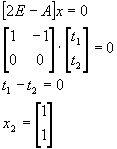 [2E − A]x = 0
[1 −1; 0 0] · [t₁; t₂] = 0
t₁ − t₂ = 0
x₂ = [1; 1]